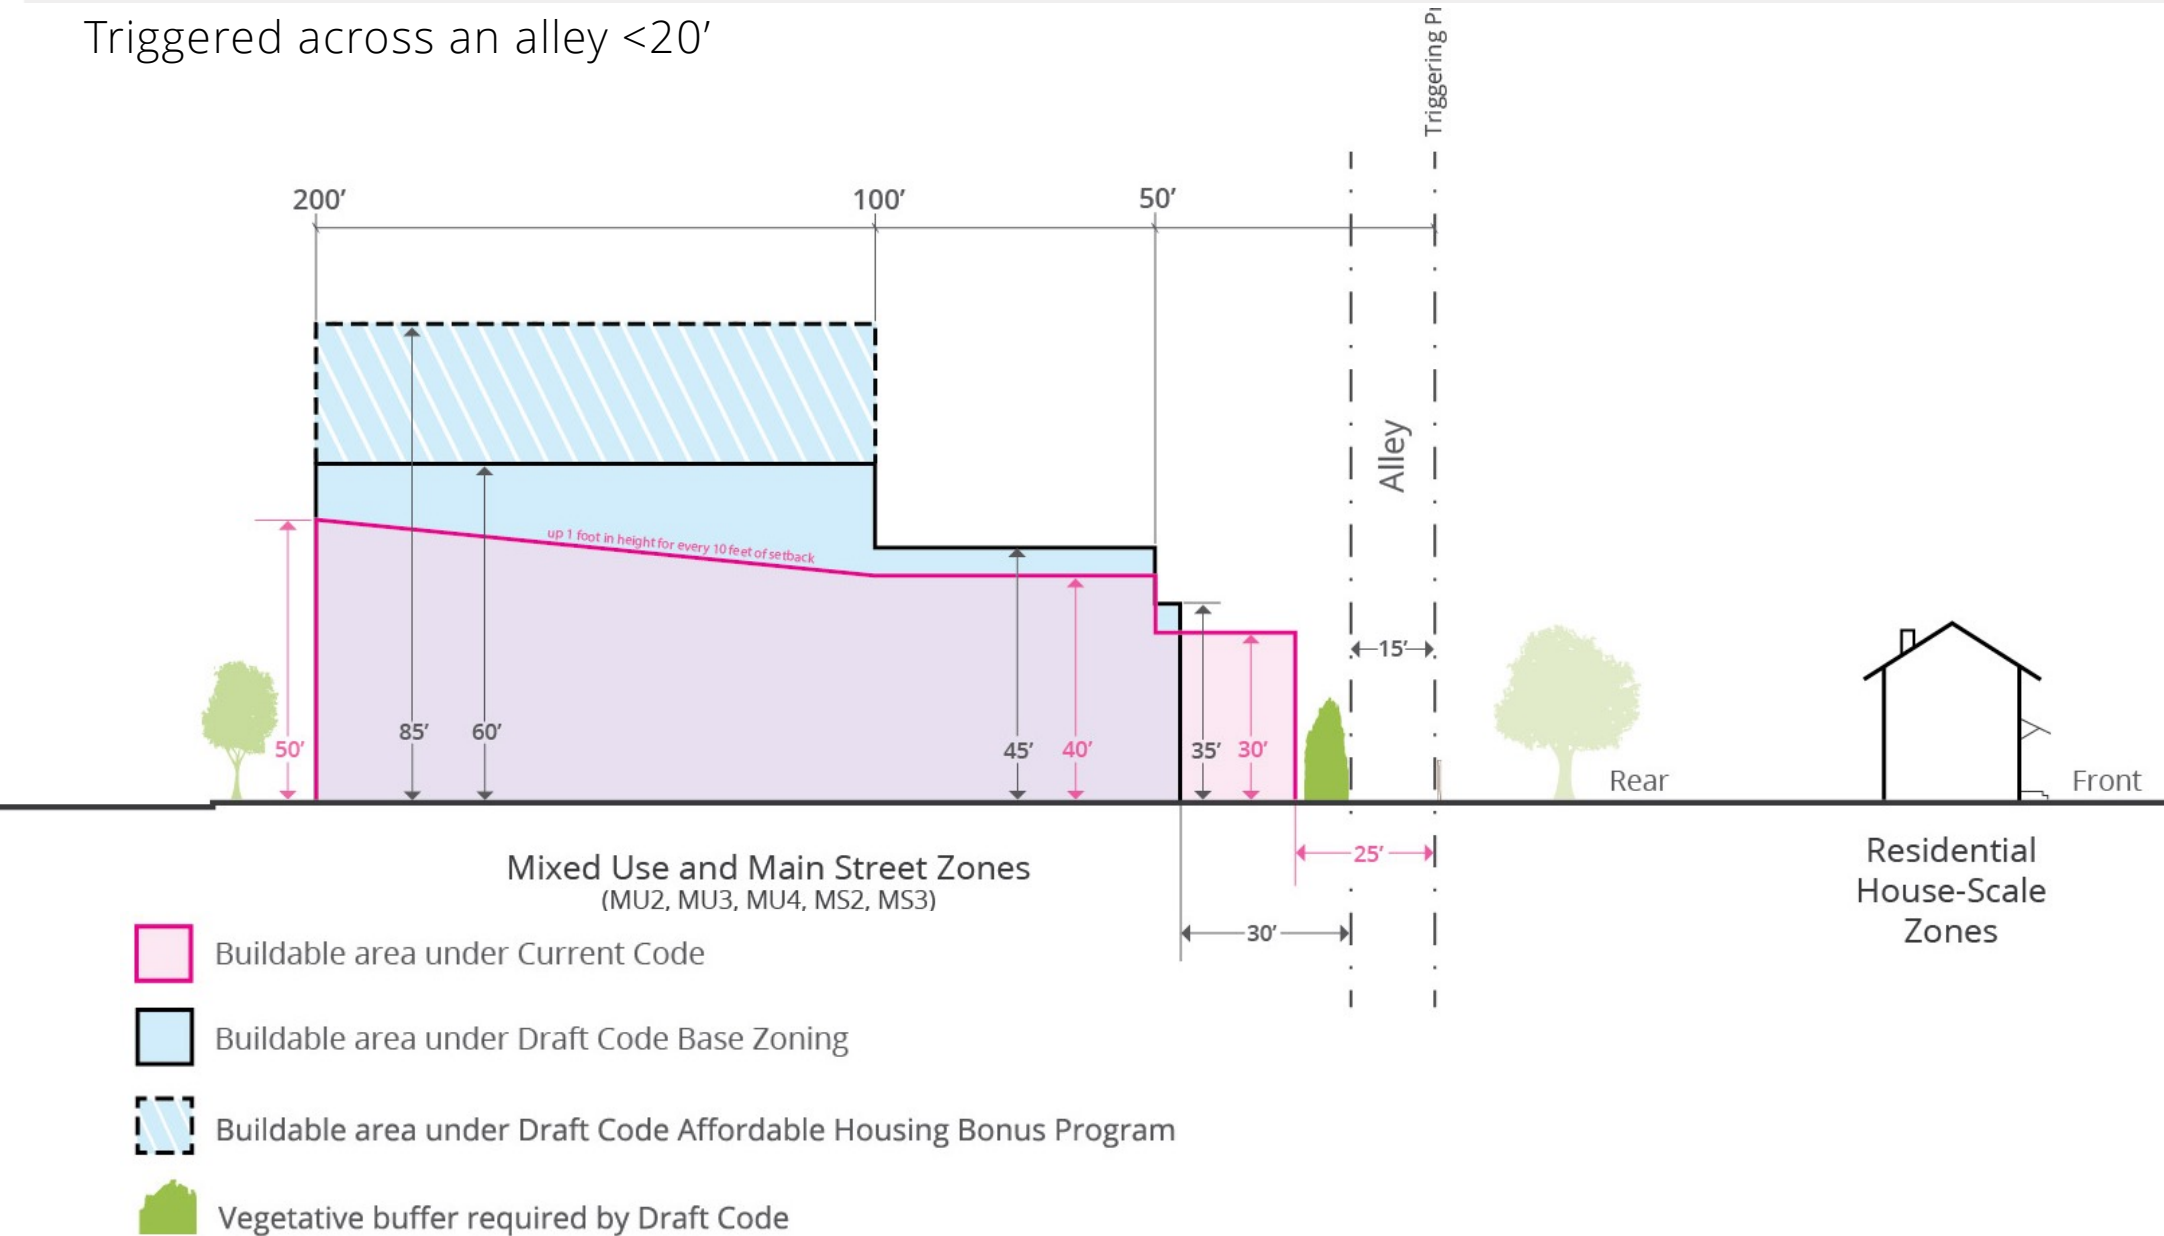 Triggered across an alley <20’
Triggering
200’
100’
50’
up 1 foot in height for every 10 feet of setback
Alley
15’
85’
60’
50’
45’
40’
35’
30’
Rear
Front
25’
30’
Mixed Use and Main Street Zones
(MU2, MU3, MU4, MS2, MS3)
Residential
House-Scale
Zones
Buildable area under Current Code
Buildable area under Draft Code Base Zoning
Buildable area under Draft Code Affordable Housing Bonus Program
Vegetative buffer required by Draft Code